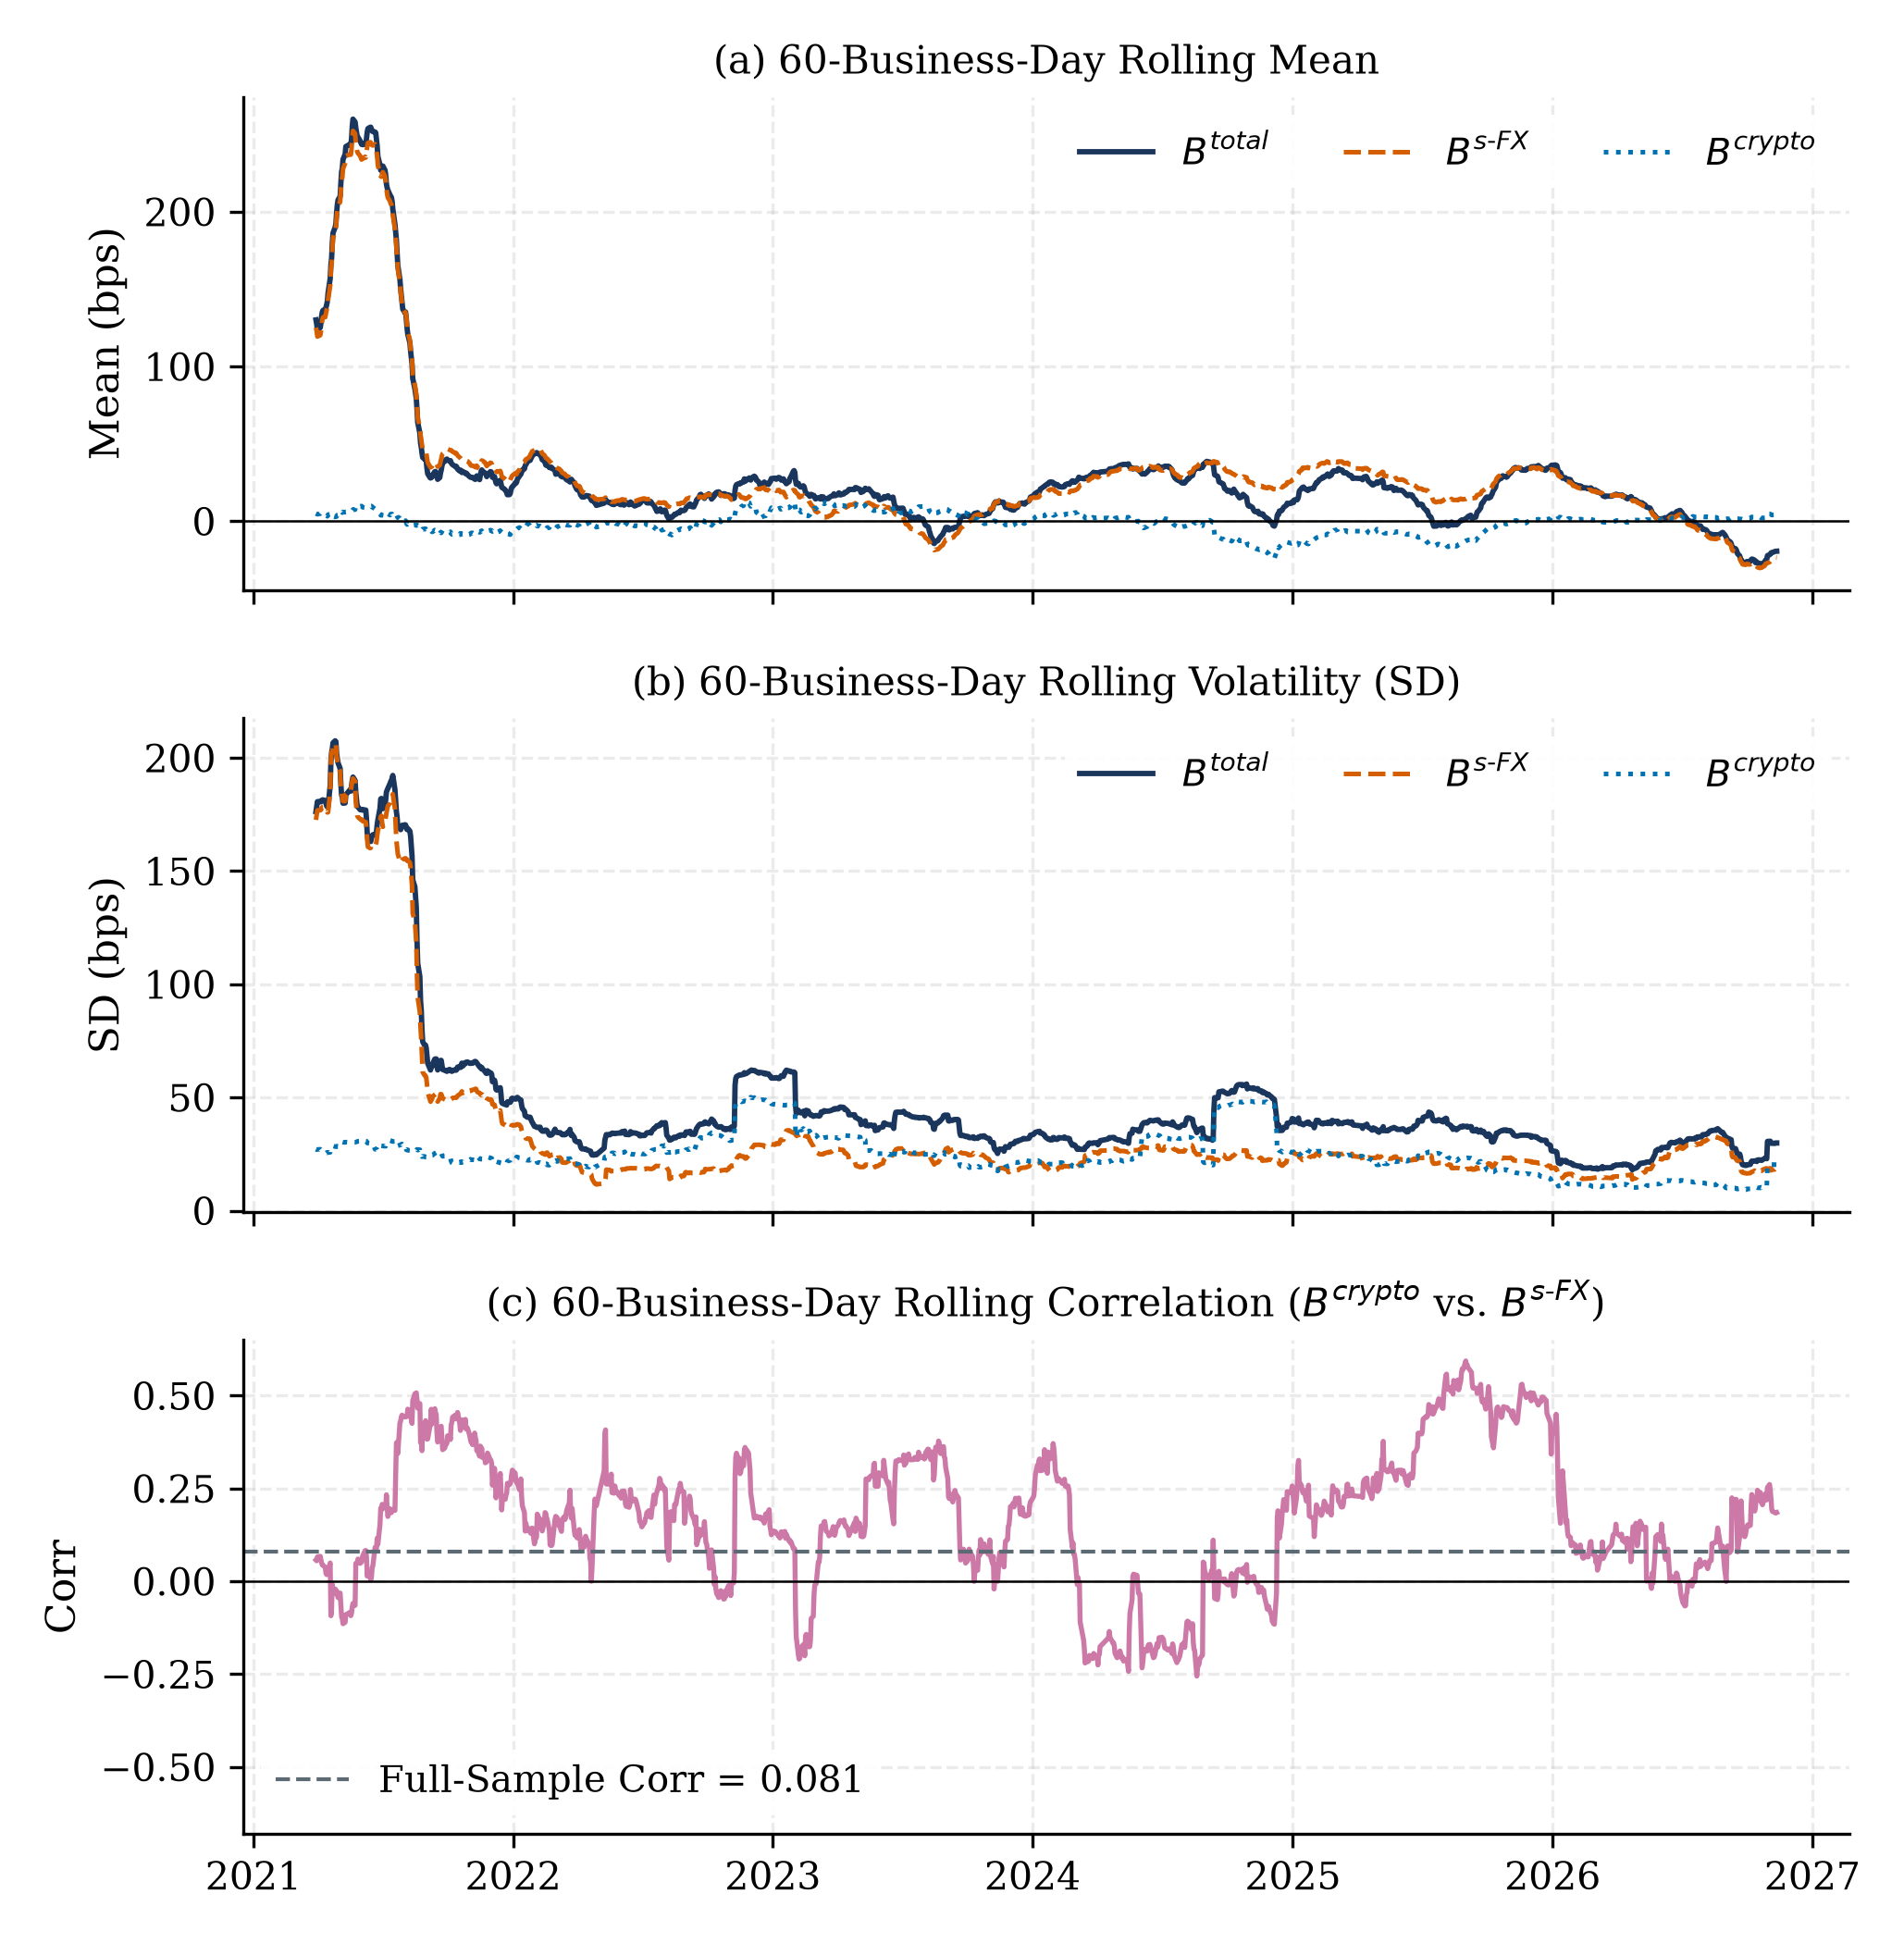 (a) 60-Business-Day Rolling Mean
B^total B^s-FX B^crypto
Mean (bps)
200
100
0
(b) 60-Business-Day Rolling Volatility (SD)
B^total B^s-FX B^crypto
SD (bps)
200
150
100
50
0
(c) 60-Business-Day Rolling Correlation (B^crypto vs. B^s-FX)
Corr
0.50
0.25
0.00
−0.25
−0.50
Full-Sample Corr = 0.081
2021 2022 2023 2024 2025 2026 2027